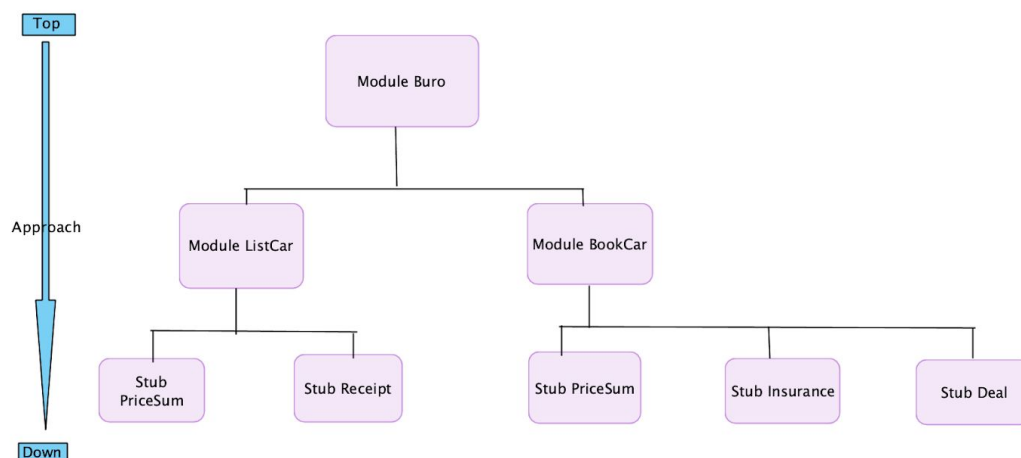 Top
Module Buro
Approach
Module ListCar
Module BookCar
Stub
PriceSum
Stub Receipt
Stub PriceSum
Stub Insurance
Stub Deal
Down